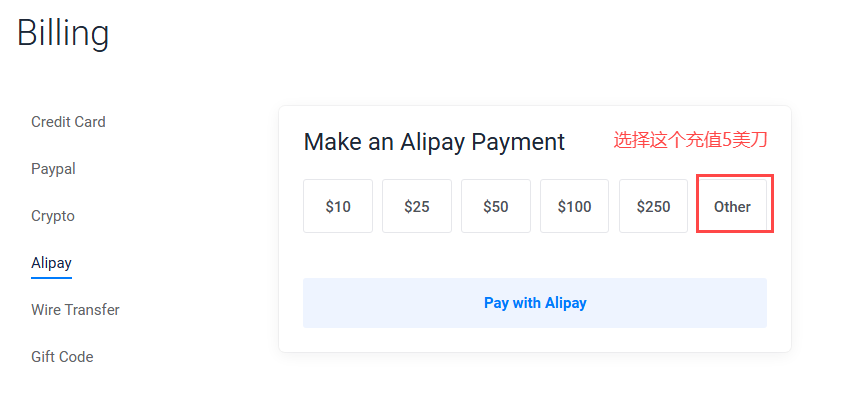 Billing
Credit Card
Paypal
Crypto
Alipay
Wire Transfer
Gift Code
Make an Alipay Payment
选择这个充值5美刀
$10 $25 $50 $100 $250 Other
Pay with Alipay